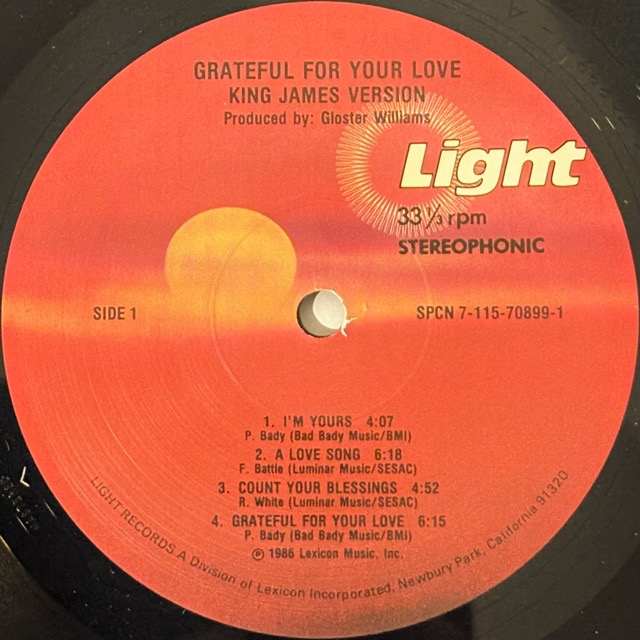 GRATEFUL FOR YOUR LOVE
KING JAMES VERSION
Produced by: Gloster Williams
Light
33⅓ rpm
STEREOPHONIC
SIDE 1
SPCN 7-115-70899-1
1. I'M YOURS 4:07
P. Bady (Bad Bady Music/BMI)
2. A LOVE SONG 6:18
F. Battle (Luminar Music/SESAC)
3. COUNT YOUR BLESSINGS 4:52
R. White (Luminar Music/SESAC)
4. GRATEFUL FOR YOUR LOVE 6:15
P. Bady (Bad Bady Music/BMI)
℗ 1986 Lexicon Music, Inc.
LIGHT RECORDS A Division of Lexicon Incorporated, Newbury Park, California 91320